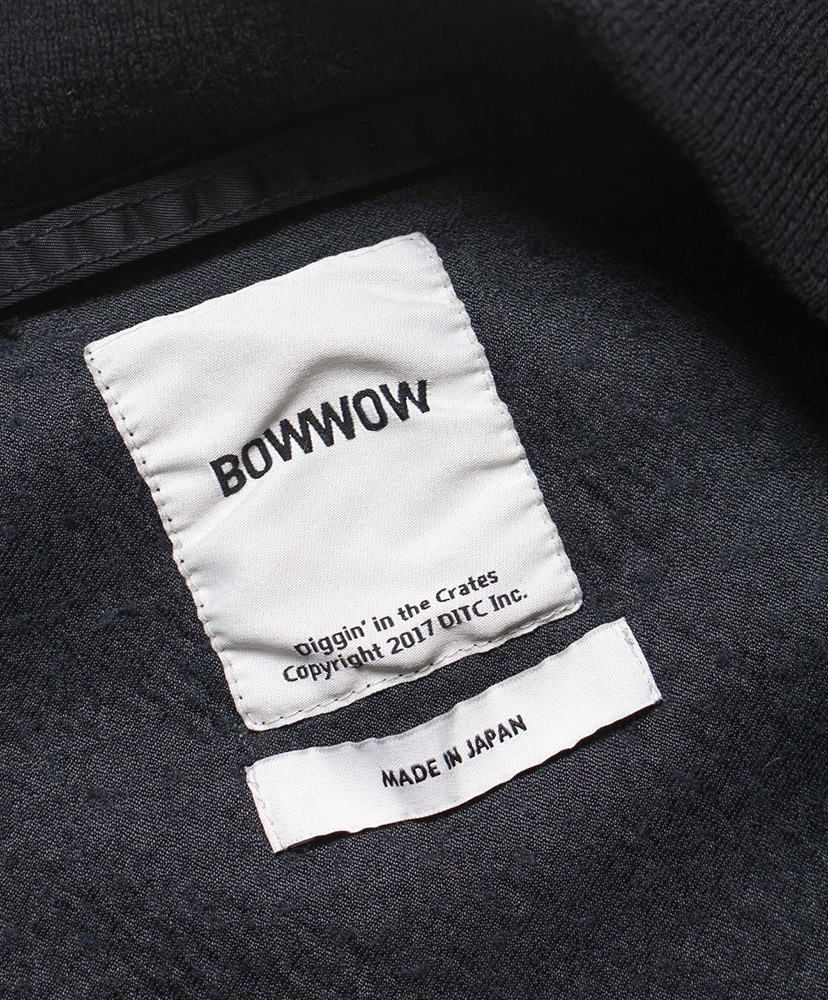 BOWWOW
Diggin' in the Crates
Copyright 2017 DITC Inc.
MADE IN JAPAN